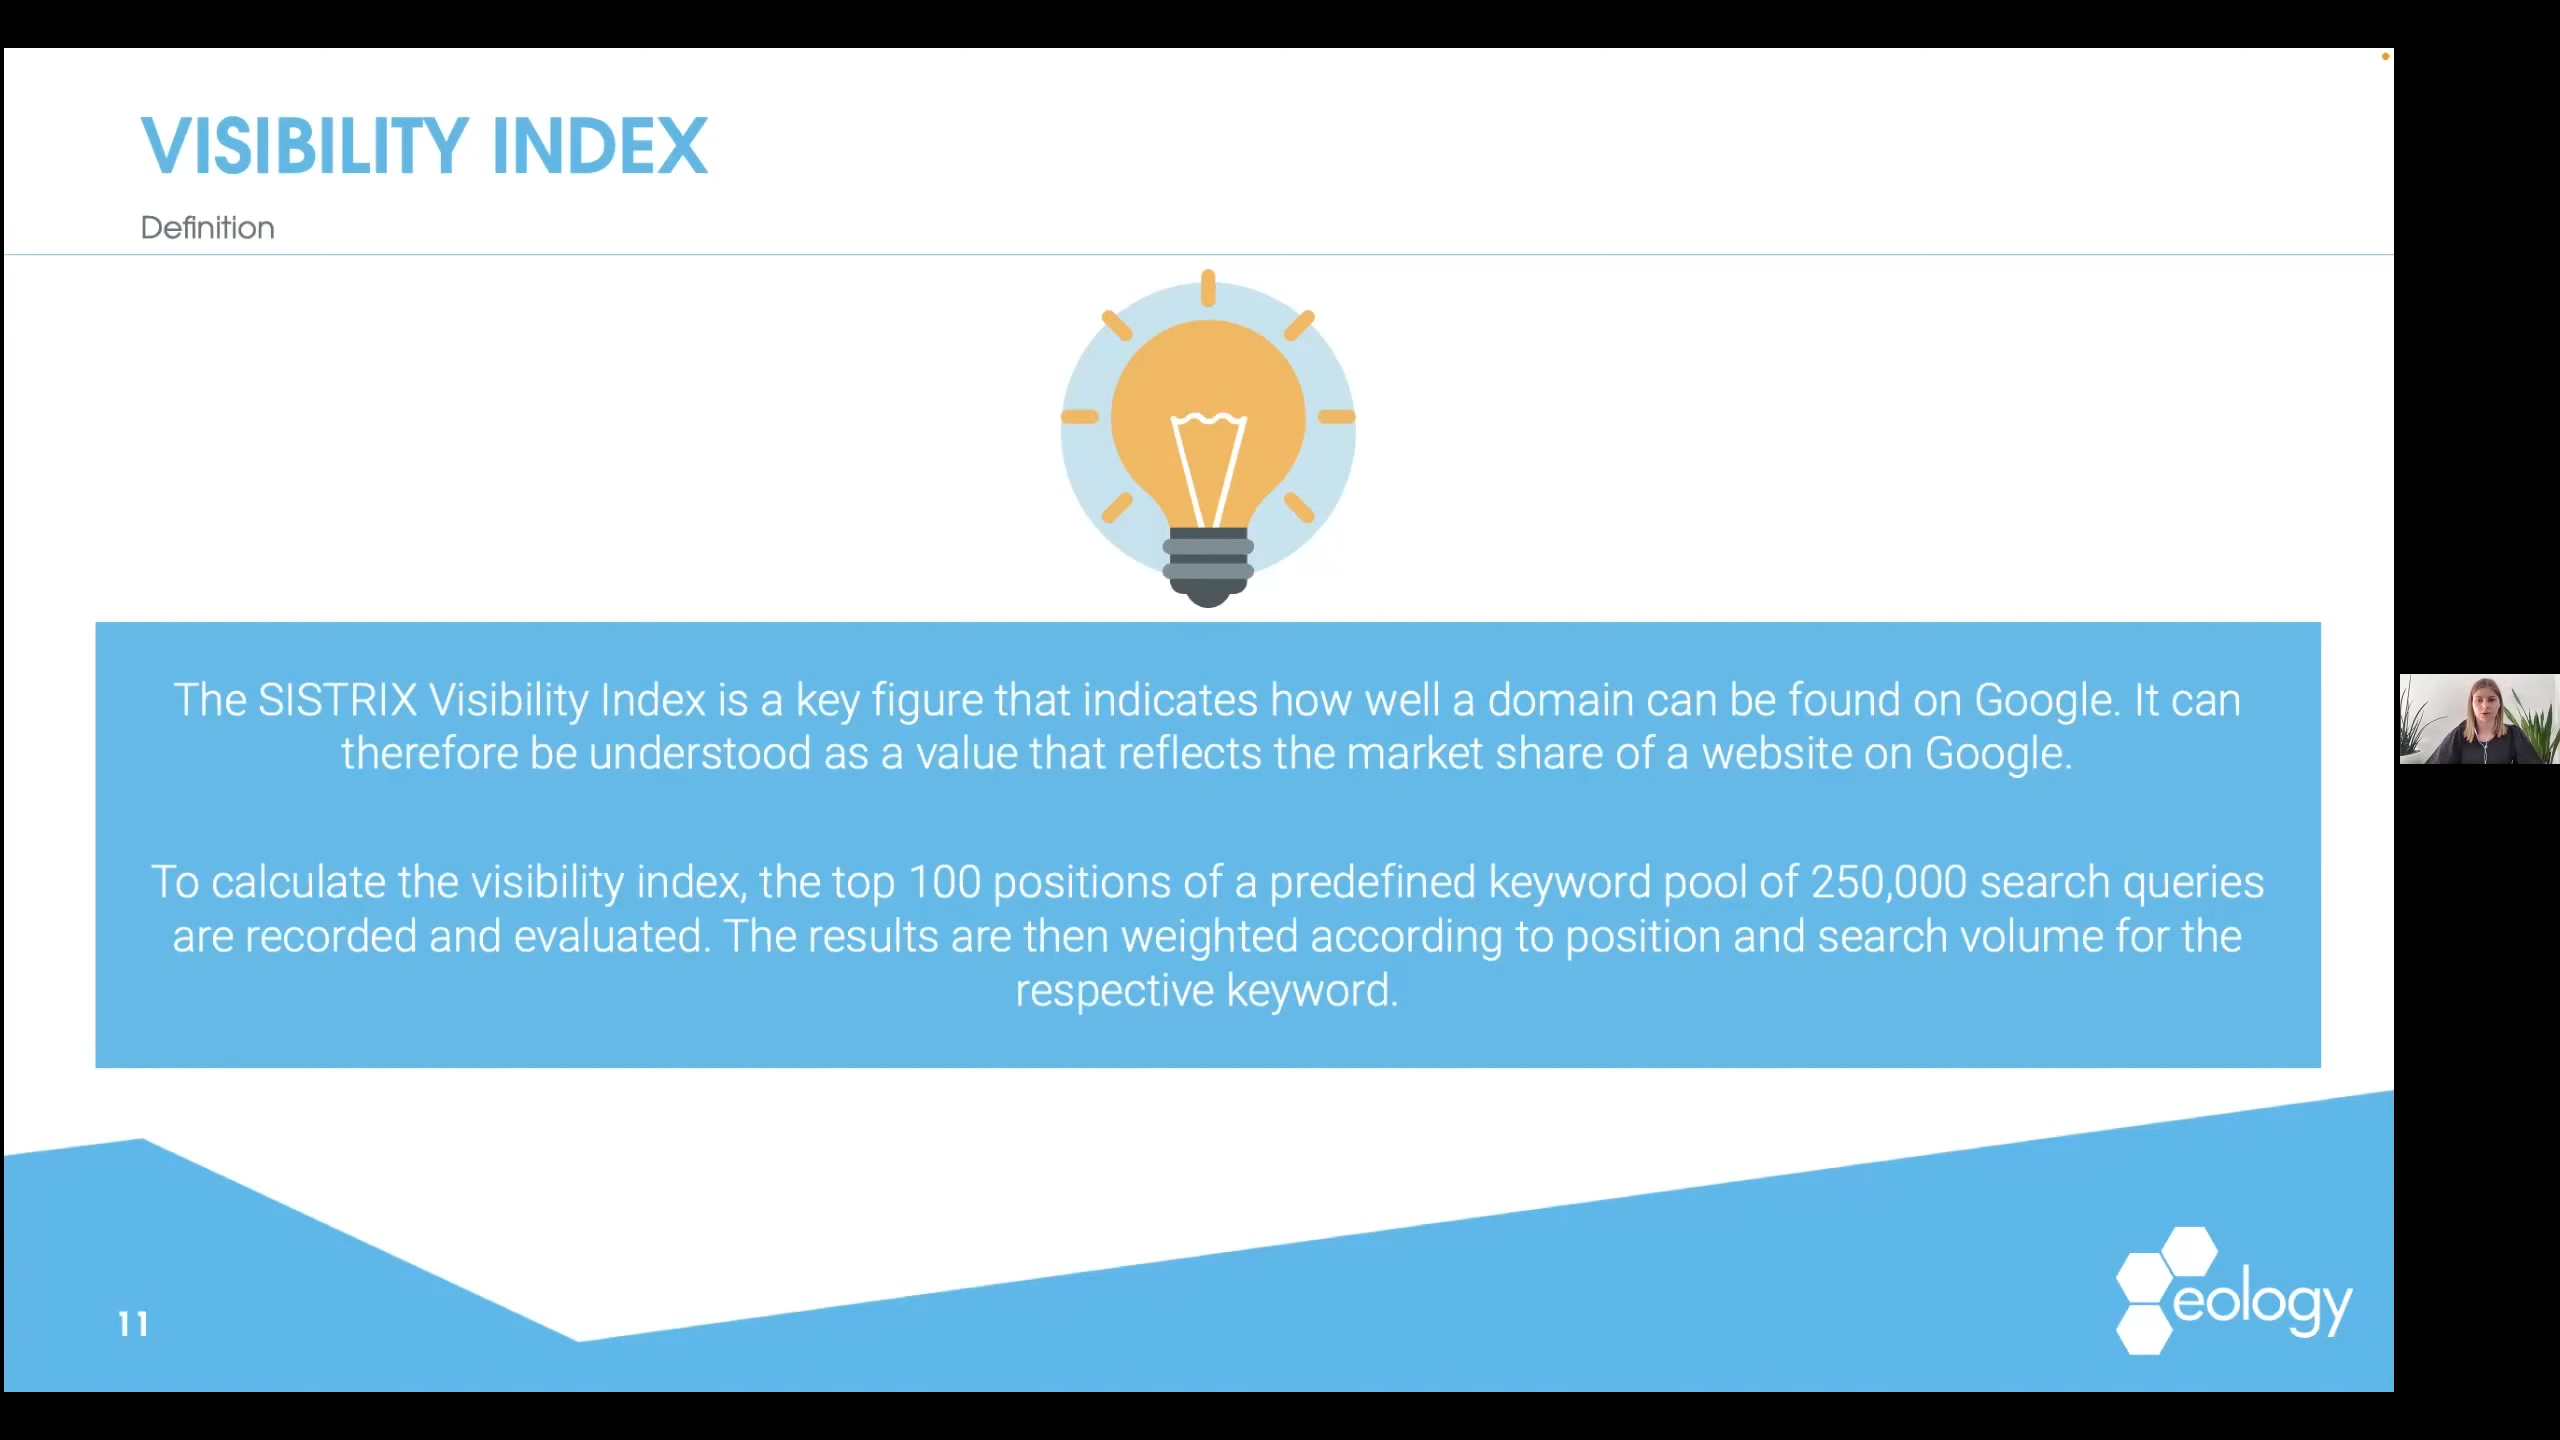 VISIBILITY INDEX
Definition
The SISTRIX Visibility Index is a key figure that indicates how well a domain can be found on Google. It can
therefore be understood as a value that reflects the market share of a website on Google.
To calculate the visibility index, the top 100 positions of a predefined keyword pool of 250,000 search queries
are recorded and evaluated. The results are then weighted according to position and search volume for the
respective keyword.
11
eology